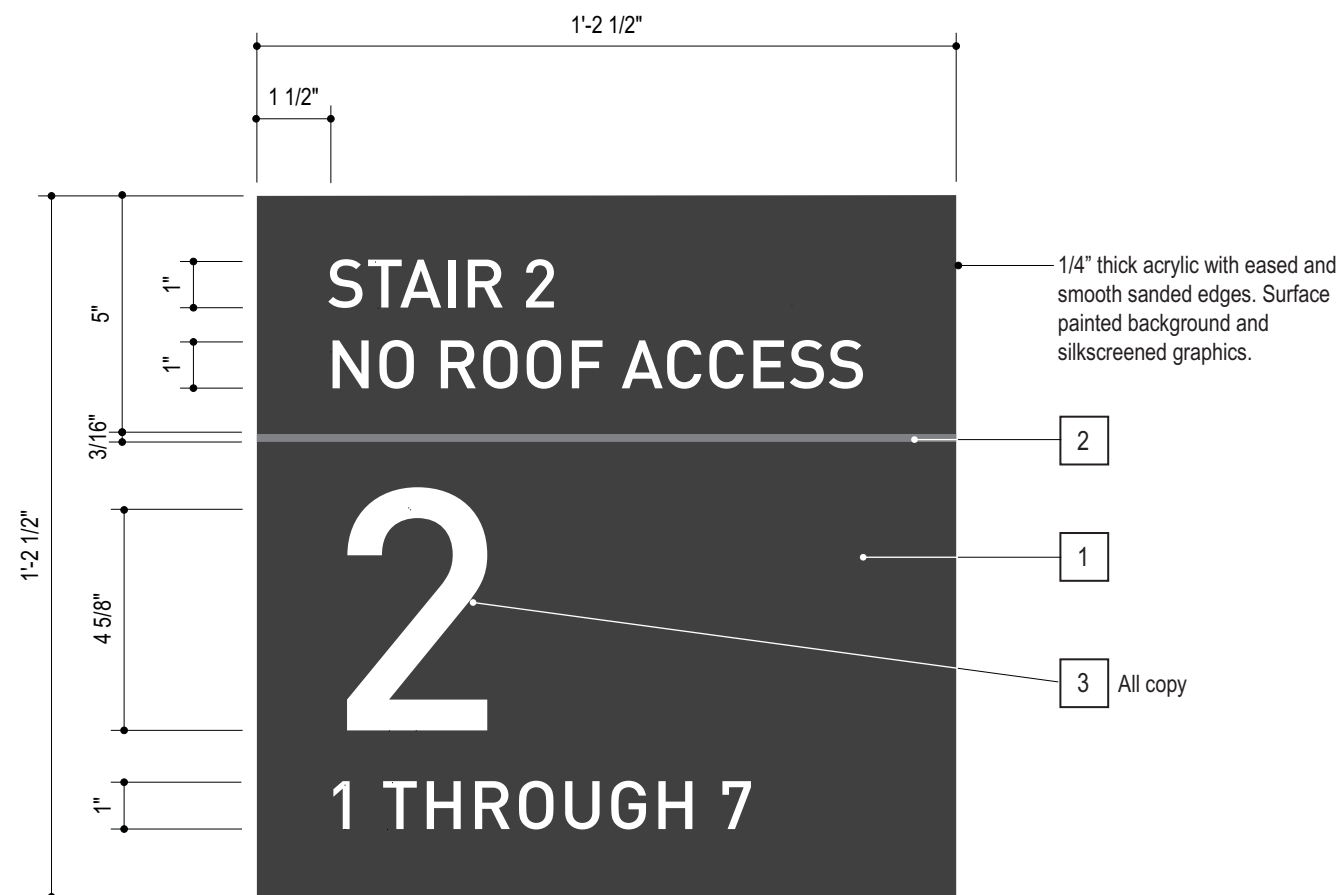 1'-2 1/2"
1 1/2"
1'-2 1/2"
5"
1"
1"
3/16"
4 5/8"
1"
STAIR 2
NO ROOF ACCESS
2
1 THROUGH 7
1/4” thick acrylic with eased and
smooth sanded edges. Surface
painted background and
silkscreened graphics.
2
1
3 All copy